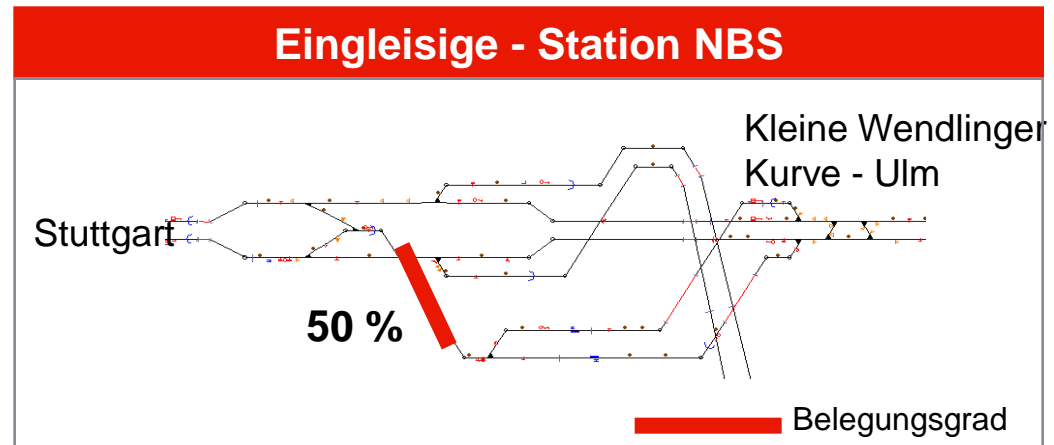 Eingleisige - Station NBS
Kleine Wendlinger
Kurve - Ulm
Stuttgart
50 %
Belegungsgrad